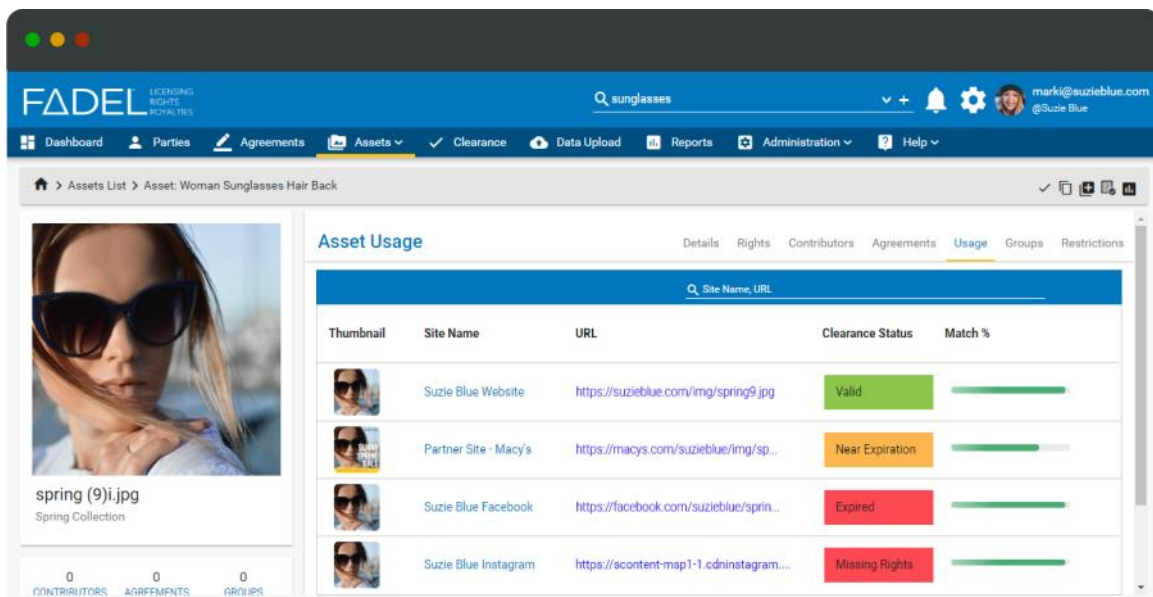 FADEL LICENSING
RIGHTS
ROYALTIES
sunglasses
marki@suzieblue.com
@Suzie Blue
Dashboard Parties Agreements Assets Clearance Data Upload Reports Administration Help
> Assets List > Asset: Woman Sunglasses Hair Back
Asset Usage
Details Rights Contributors Agreements Usage Groups Restrictions
Site Name, URL
Thumbnail Site Name URL Clearance Status Match %
Suzie Blue Website https://suzieblue.com/img/spring9.jpg Valid
Partner Site - Macy's https://macys.com/suzieblue/img/sp... Near Expiration
Suzie Blue Facebook https://facebook.com/suzieblue/sprin... Expired
Suzie Blue Instagram https://scontent-msp1-1.cdninstagram.... Missing Rights
spring (9)i.jpg
Spring Collection
0 0 0
CONTRIBUTORS AGREEMENTS GROUPS